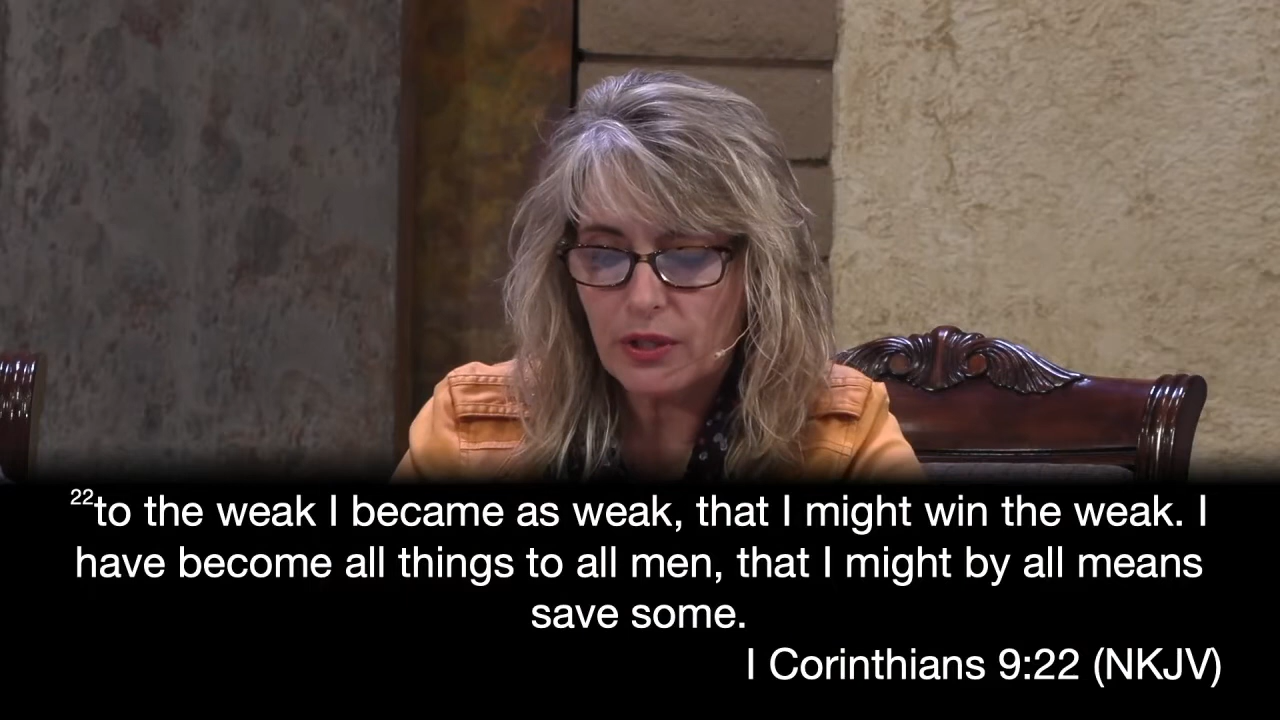 22to the weak I became as weak, that I might win the weak. I
have become all things to all men, that I might by all means
save some.
I Corinthians 9:22 (NKJV)